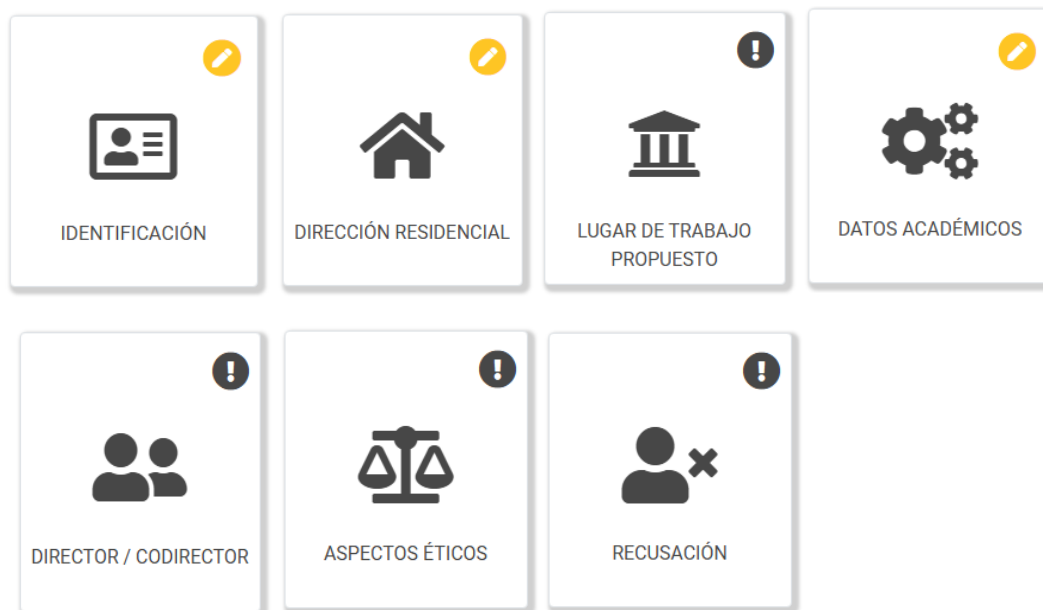 IDENTIFICACIÓN
DIRECCIÓN RESIDENCIAL
LUGAR DE TRABAJO
PROPUESTO
DATOS ACADÉMICOS
DIRECTOR / CODIRECTOR
ASPECTOS ÉTICOS
RECUSACIÓN